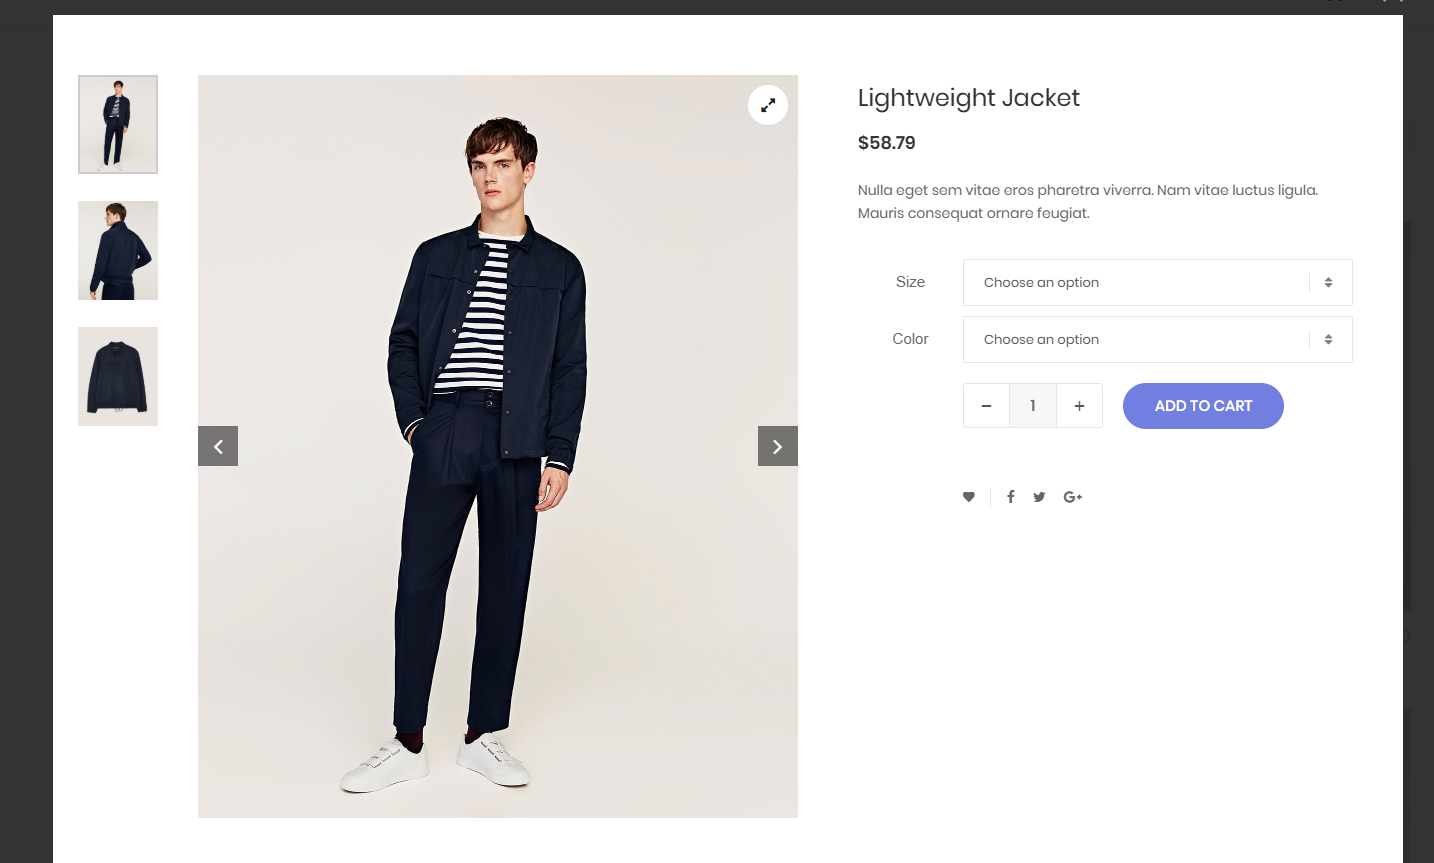 Lightweight Jacket
$58.79
Nulla eget sem vitae eros pharetra viverra. Nam vitae luctus ligula.
Mauris consequat ornare feugiat.
Size
Choose an option
Color
Choose an option
− 1 +
ADD TO CART